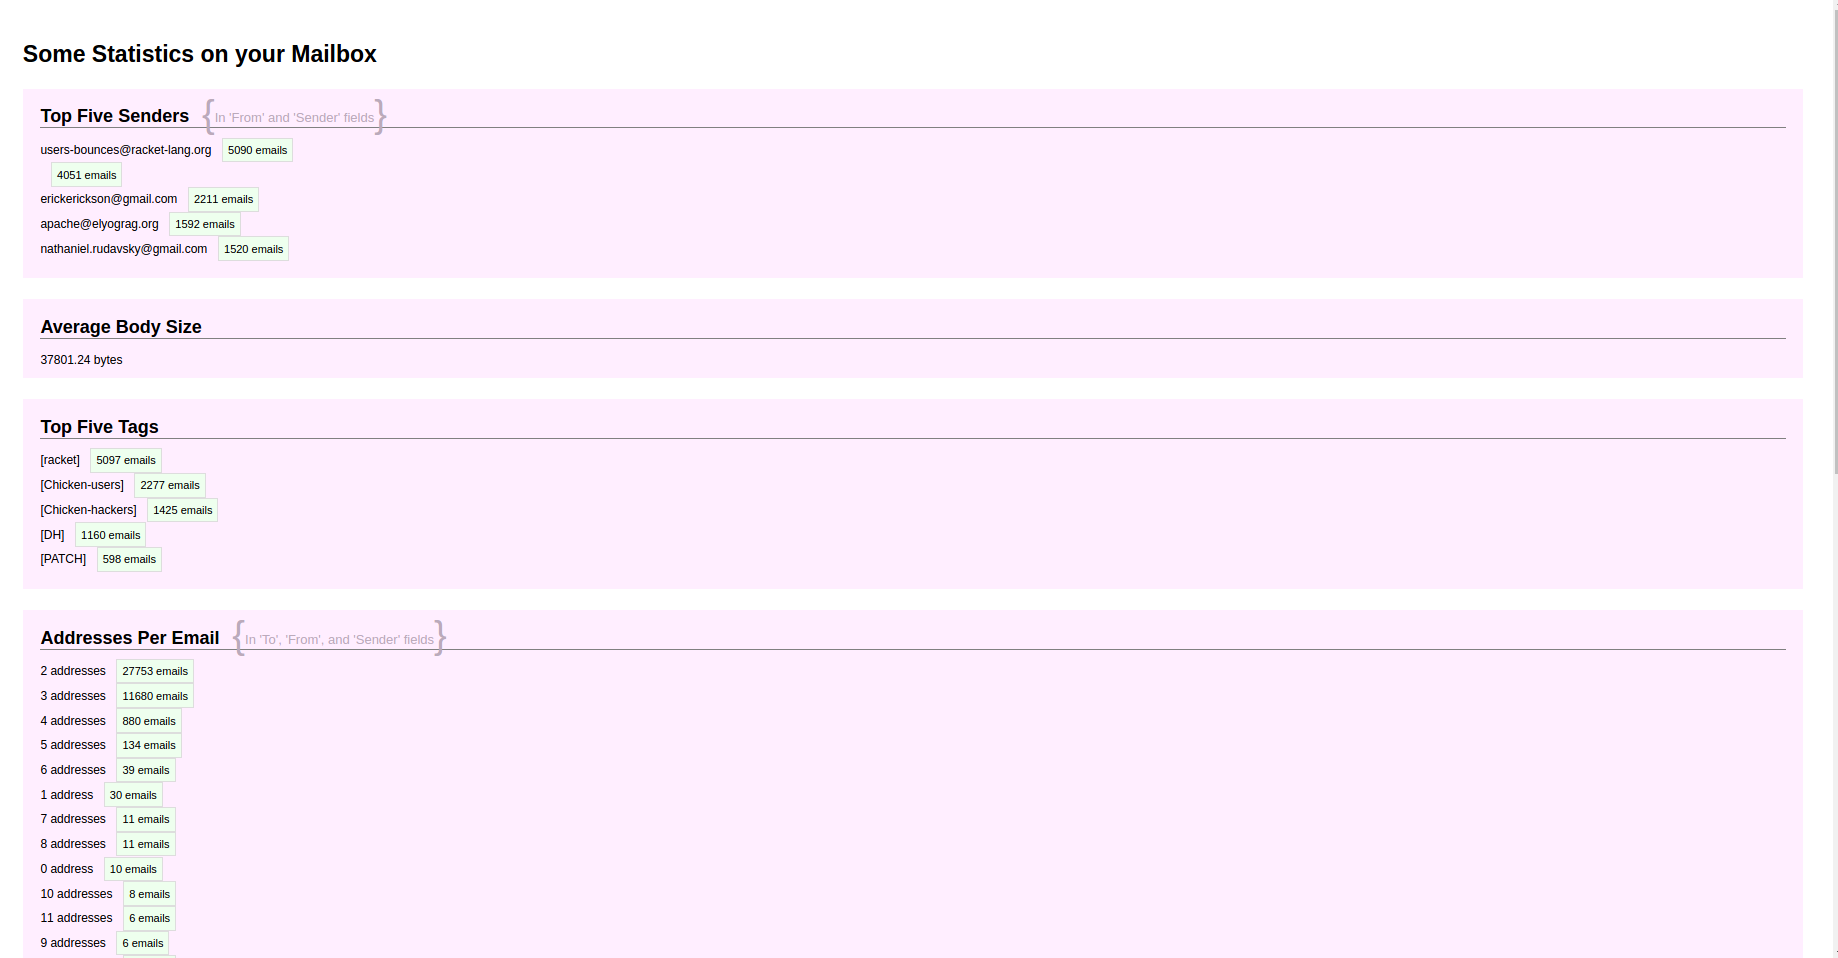 Some Statistics on your Mailbox
Top Five Senders {In 'From' and 'Sender' fields}
users-bounces@racket-lang.org 5090 emails
4051 emails
erickerickson@gmail.com 2211 emails
apache@elyograg.org 1592 emails
nathaniel.rudavsky@gmail.com 1520 emails
Average Body Size
37801.24 bytes
Top Five Tags
[racket] 5097 emails
[Chicken-users] 2277 emails
[Chicken-hackers] 1425 emails
[DH] 1160 emails
[PATCH] 598 emails
Addresses Per Email {In 'To', 'From', and 'Sender' fields}
2 addresses 27753 emails
3 addresses 11680 emails
4 addresses 880 emails
5 addresses 134 emails
6 addresses 39 emails
1 address 30 emails
7 addresses 11 emails
8 addresses 11 emails
0 address 10 emails
10 addresses 8 emails
11 addresses 6 emails
9 addresses 6 emails